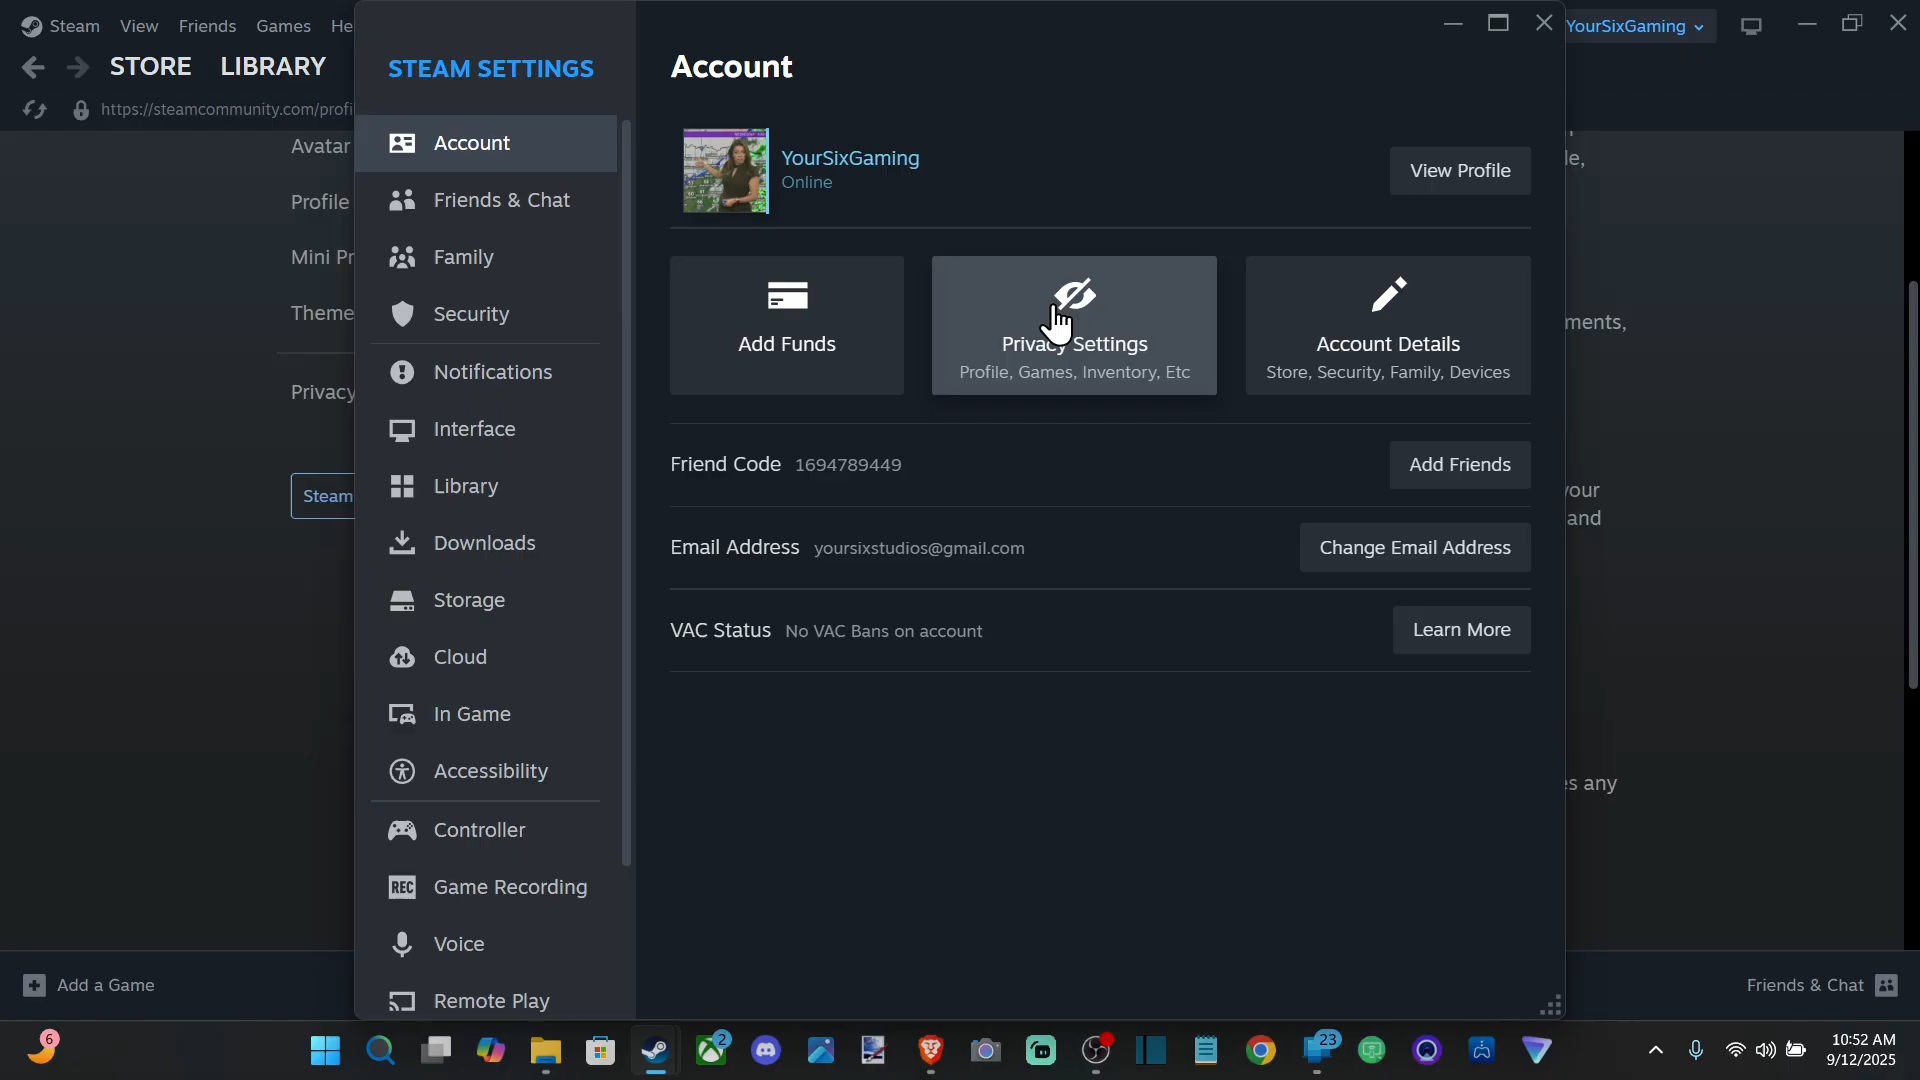 Steam View Friends Games He
YourSixGaming
STORE LIBRARY
https://steamcommunity.com/profi
Avatar
Profile
Mini Pr
Theme
Privacy
Steam
STEAM SETTINGS
Account
Friends & Chat
Family
Security
Notifications
Interface
Library
Downloads
Storage
Cloud
In Game
Accessibility
Controller
REC Game Recording
Voice
Remote Play
Account
YourSixGaming
Online
View Profile
Add Funds
Privacy Settings
Profile, Games, Inventory, Etc
Account Details
Store, Security, Family, Devices
Friend Code 1694789449
Add Friends
Email Address yoursixstudios@gmail.com
Change Email Address
VAC Status No VAC Bans on account
Learn More
le,
ments,
your
and
s any
Add a Game
Friends & Chat
6
2
23
10:52 AM
9/12/2025